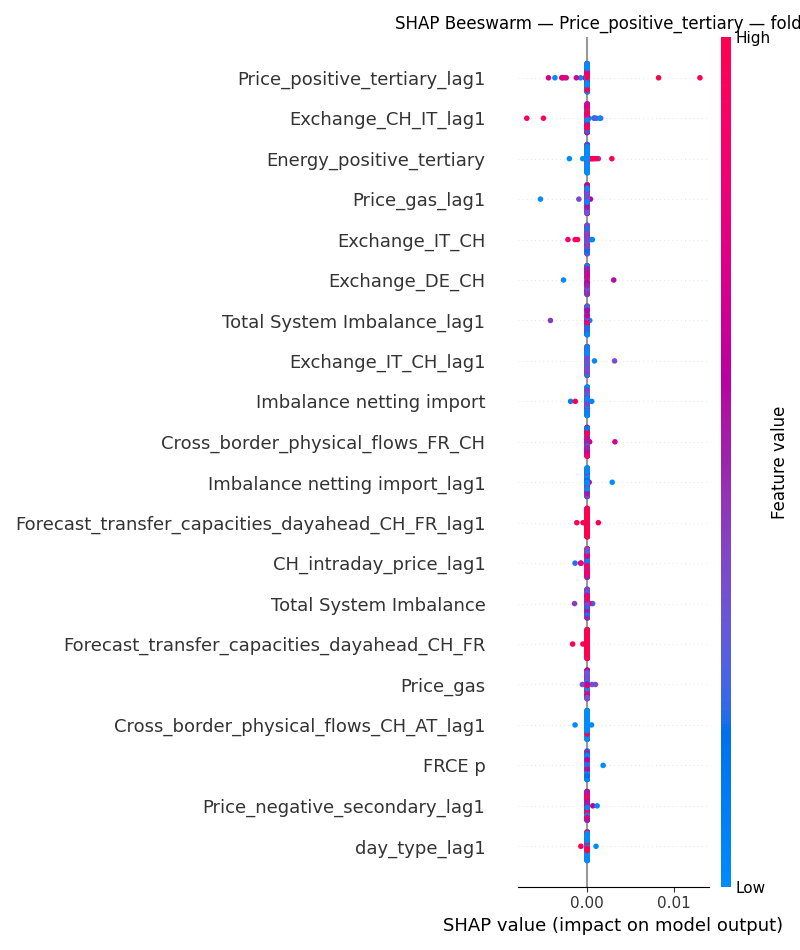 SHAP Beeswarm — Price_positive_tertiary — fold
High
Price_positive_tertiary_lag1
Exchange_CH_IT_lag1
Energy_positive_tertiary
Price_gas_lag1
Exchange_IT_CH
Exchange_DE_CH
Total System Imbalance_lag1
Exchange_IT_CH_lag1
Imbalance netting import
Cross_border_physical_flows_FR_CH
Imbalance netting import_lag1
Forecast_transfer_capacities_dayahead_CH_FR_lag1
CH_intraday_price_lag1
Total System Imbalance
Forecast_transfer_capacities_dayahead_CH_FR
Price_gas
Cross_border_physical_flows_CH_AT_lag1
FRCE p
Price_negative_secondary_lag1
day_type_lag1
Feature value
Low
0.00 0.01
SHAP value (impact on model output)